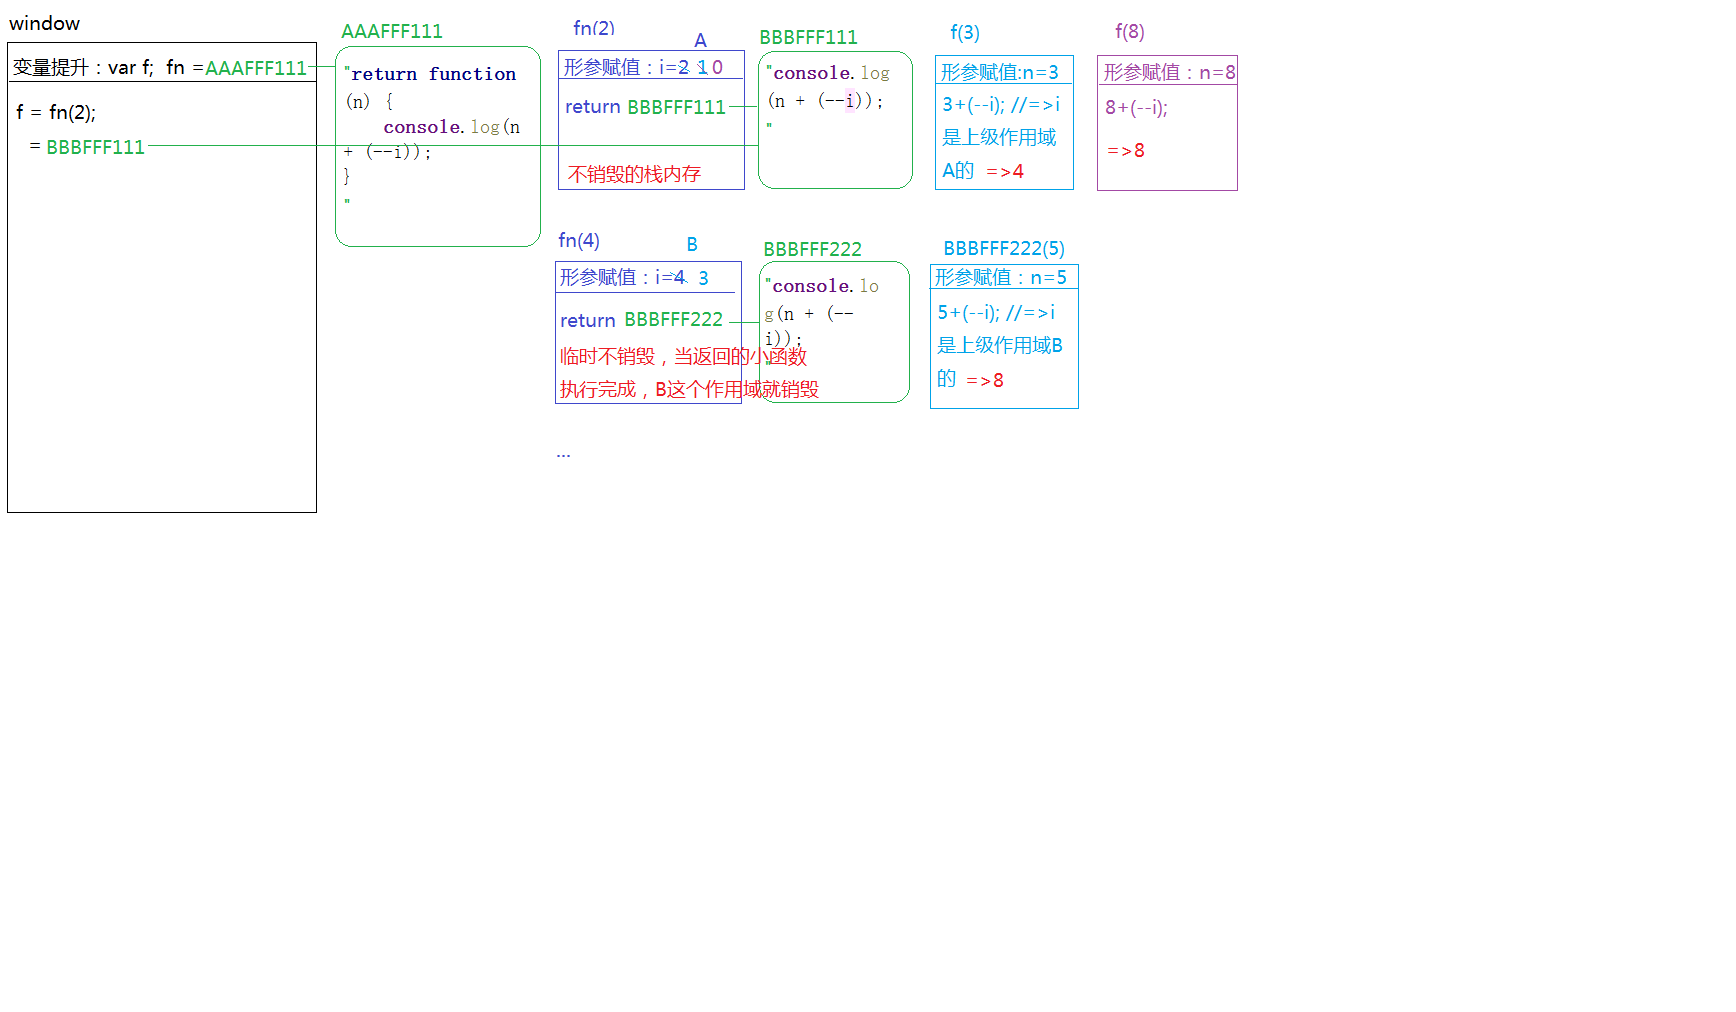 window
变量提升：var f;  fn =AAAFFF111
f = fn(2);
= BBBFFF111
AAAFFF111
"return function
(n) {
console.log(n
+ (--i));
}
"
fn(2)
A
形参赋值：i=2 1 0
return BBBFFF111
不销毁的栈内存
BBBFFF111
"console.log
(n + (--i));
"
f(3)
形参赋值:n=3
3+(--i); //=>i
是上级作用域
A的 =>4
f(8)
形参赋值：n=8
8+(--i);
=>8
fn(4)
B
形参赋值：i=4 3
return BBBFFF222
临时不销毁，当返回的小函数
执行完成，B这个作用域就销毁
BBBFFF222
"console.lo
g(n + (--
i));
"
BBBFFF222(5)
形参赋值：n=5
5+(--i); //=>i
是上级作用域B
的 =>8
...